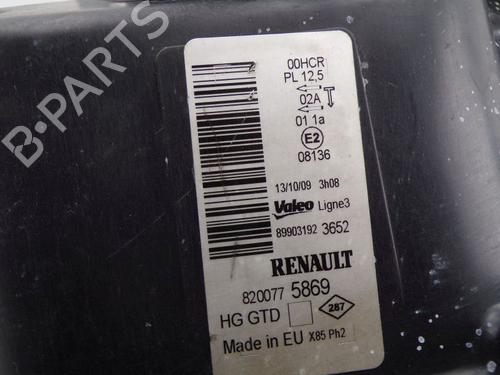 00HCR
PL 12,5
02A
01 1a
E2
08136
13/10/09 3h08
Valeo Ligne3
89903192 3652
RENAULT
820077 5869
HG GTD 287
Made in EU X85 Ph2
B-PARTS